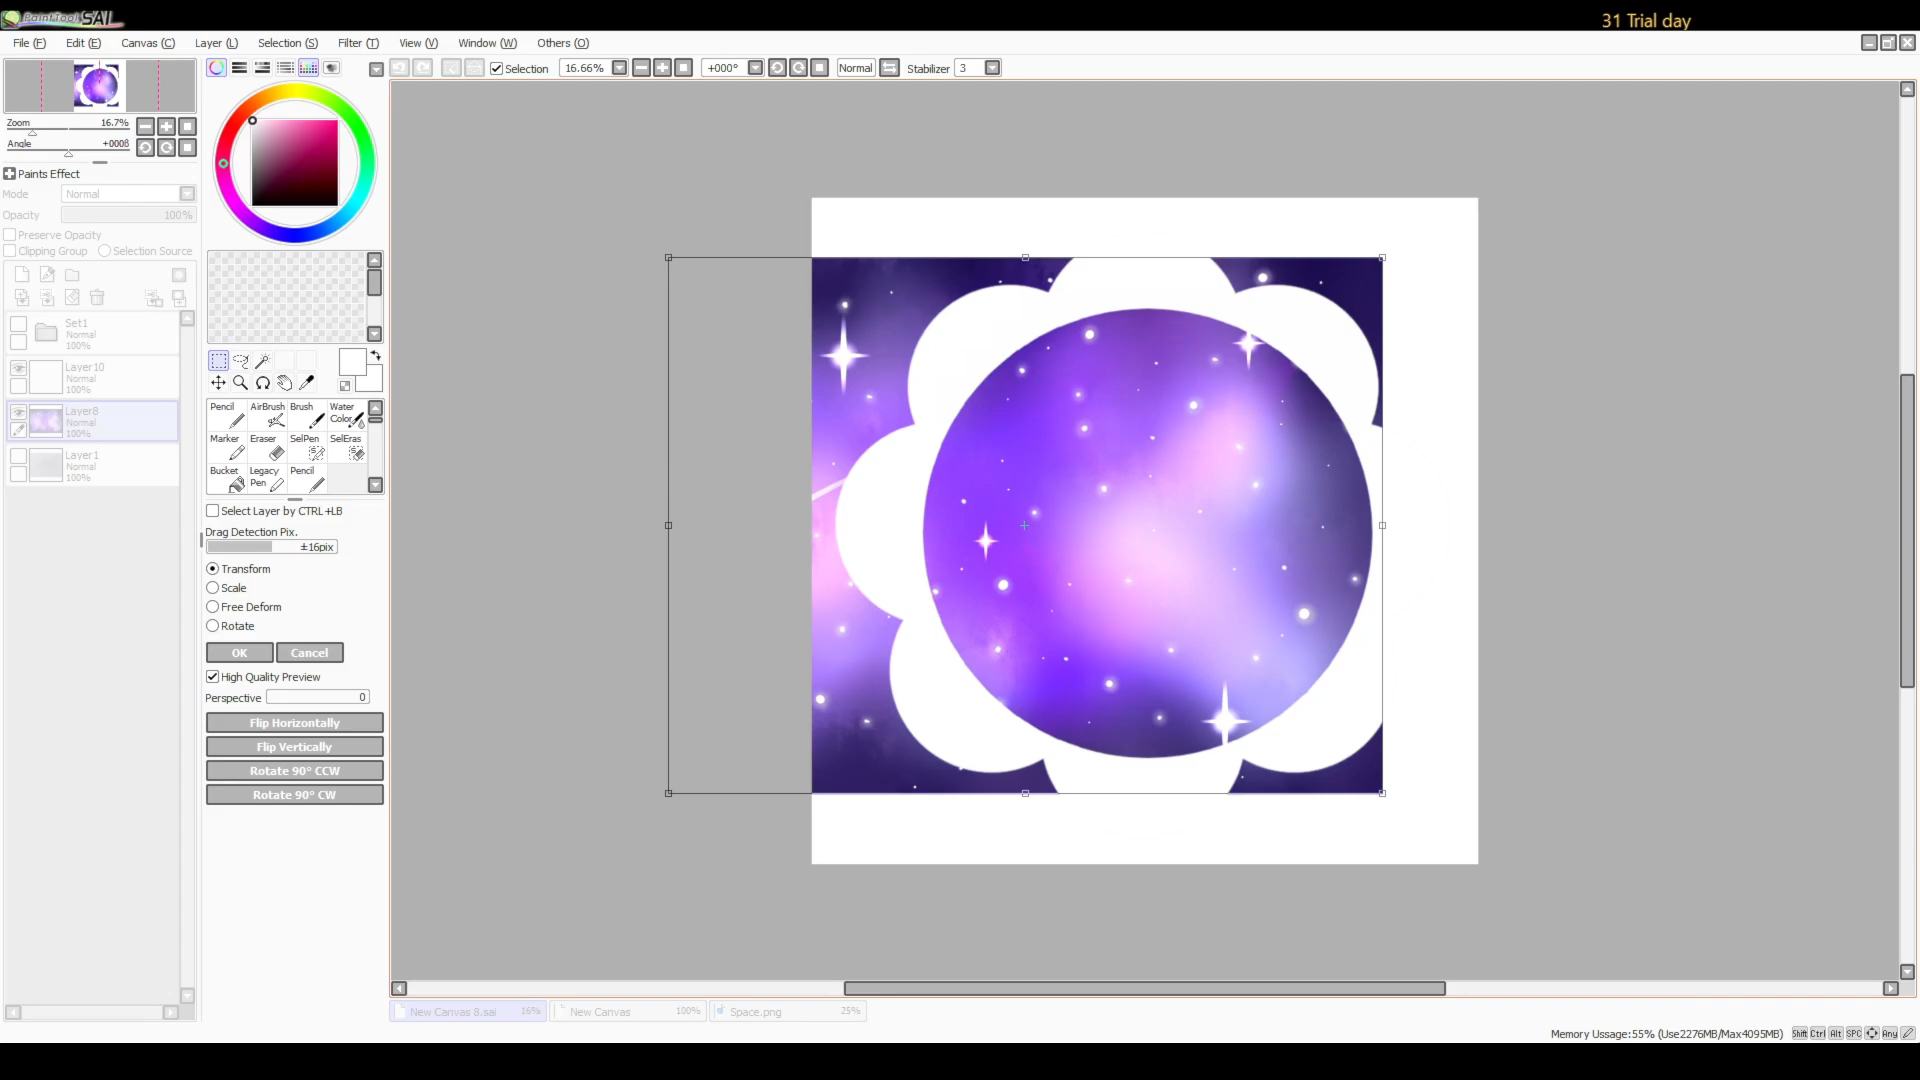 PaintTool SAI
31 Trial day
File (F) Edit (E) Canvas (C) Layer (L) Selection (S) Filter (T) View (V) Window (W) Others (O)
Selection 16.66% +000° Normal Stabilizer 3
Zoom 16.7%
Angle +000ß
Paints Effect
Mode Normal
Opacity 100%
Preserve Opacity
Clipping Group Selection Source
Set1
Normal
100%
Layer10
Normal
100%
Layer8
Normal
100%
Layer1
Normal
100%
Pencil AirBrush Brush Water Color
Marker Eraser SelPen SelEras
Bucket Legacy Pen Pencil
Select Layer by CTRL+LB
Drag Detection Pix.
±16pix
Transform
Scale
Free Deform
Rotate
OK Cancel
High Quality Preview
Perspective 0
Flip Horizontally
Flip Vertically
Rotate 90° CCW
Rotate 90° CW
New Canvas 8.sai 16% New Canvas 100% Space.png 25%
Memory Ussage:55% (Use2276MB/Max4095MB) Shift Ctrl Alt SPC Any